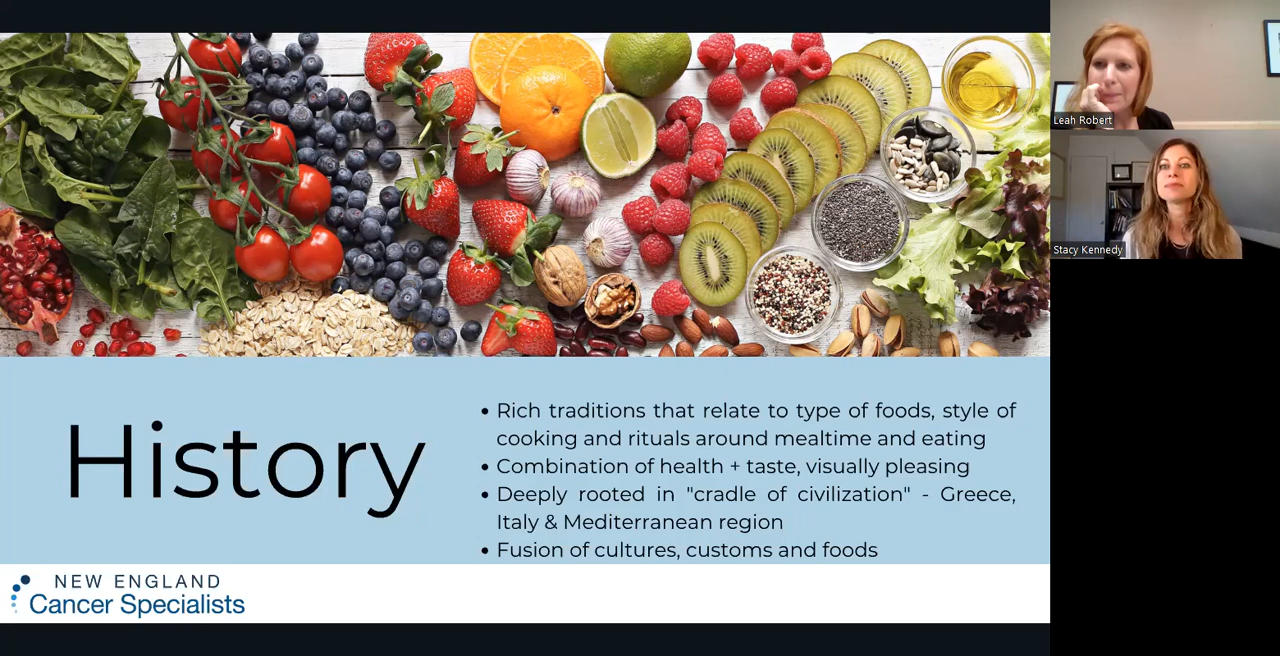 Leah Robert
Stacy Kennedy
History
• Rich traditions that relate to type of foods, style of
cooking and rituals around mealtime and eating
• Combination of health + taste, visually pleasing
• Deeply rooted in "cradle of civilization" - Greece,
Italy & Mediterranean region
• Fusion of cultures, customs and foods
NEW ENGLAND
Cancer Specialists